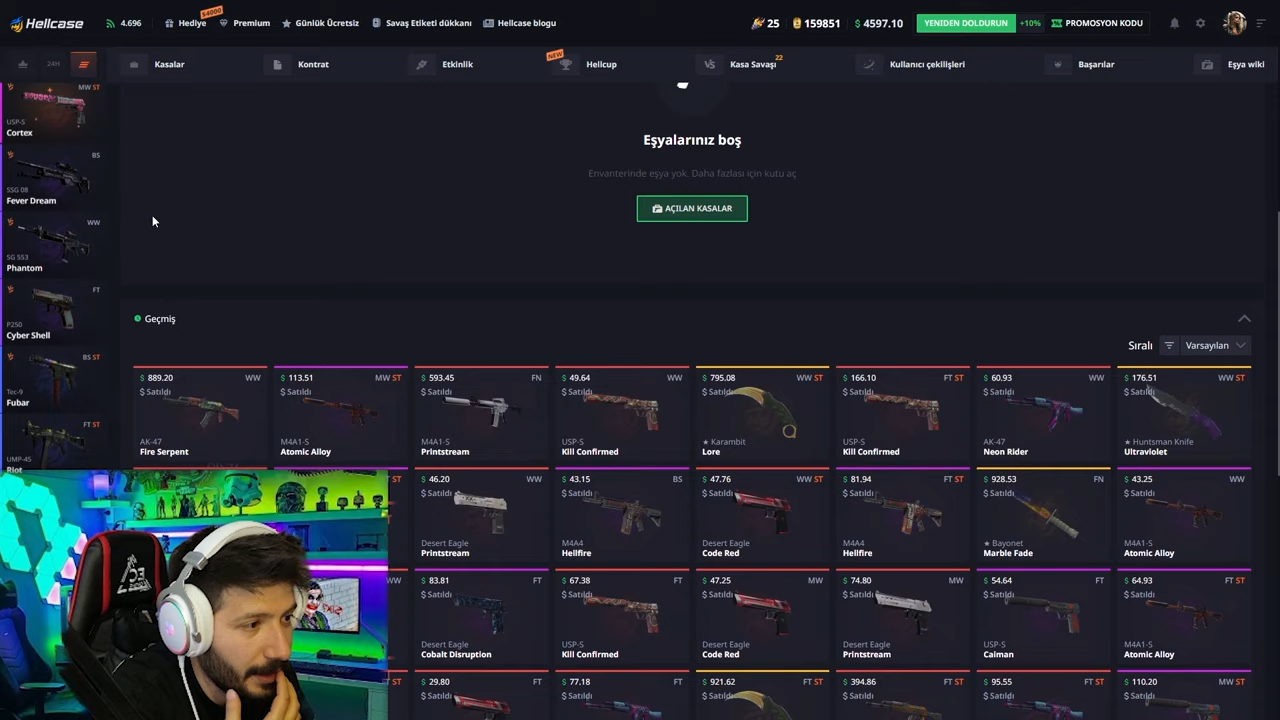 Hellcase
4.696
Hediye
$4000
Premium
Günlük Ücretsiz
Savaş Etiketi dükkanı
Hellcase blogu
25
159851
$ 4597.10
YENIDEN DOLDURUN
+10%
PROMOSYON KODU
24H
Kasalar
Kontrat
Etkinlik
NEW
Hellcup
VS
Kasa Savaşı
22
Kullanıcı çekilişleri
Başarılar
Eşya wiki
MW ST
USP-S
Cortex
BS
SSG 08
Fever Dream
WW
SG 553
Phantom
FT
P250
Cyber Shell
BS ST
Tec-9
Fubar
FT ST
UMP-45
Riot
Eşyalarınız boş
Envanterinde eşya yok. Daha fazlası için kutu aç
AÇILAN KASALAR
Geçmiş
Sıralı
Varsayılan
$ 889.20 WW
$ Satıldı
AK-47
Fire Serpent
$ 113.51 MW ST
$ Satıldı
M4A1-S
Atomic Alloy
$ 593.45 FN
$ Satıldı
M4A1-S
Printstream
$ 49.64 WW
$ Satıldı
USP-S
Kill Confirmed
$ 795.08 WW ST
$ Satıldı
★ Karambit
Lore
$ 166.10 FT ST
$ Satıldı
USP-S
Kill Confirmed
$ 60.93 WW
$ Satıldı
AK-47
Neon Rider
$ 176.51 WW ST
$ Satıldı
★ Huntsman Knife
Ultraviolet
ST
$ 46.20 WW
$ Satıldı
Desert Eagle
Printstream
$ 43.15 BS
$ Satıldı
M4A4
Hellfire
$ 47.76 WW ST
$ Satıldı
Desert Eagle
Code Red
$ 81.94 FT ST
$ Satıldı
M4A4
Hellfire
$ 928.53 FN
$ Satıldı
★ Bayonet
Marble Fade
$ 43.25 WW
$ Satıldı
M4A1-S
Atomic Alloy
WW
$ 83.81 FT
$ Satıldı
Desert Eagle
Cobalt Disruption
$ 67.38 FT
$ Satıldı
USP-S
Kill Confirmed
$ 47.25 MW
$ Satıldı
Desert Eagle
Code Red
$ 74.80 MW
$ Satıldı
Desert Eagle
Printstream
$ 54.64 FT
$ Satıldı
USP-S
Caiman
$ 64.93 FT ST
$ Satıldı
M4A1-S
Atomic Alloy
ST
$ 29.80 FT
$ Satıldı
$ 77.18 FT
$ Satıldı
$ 921.62 FT ST
$ Satıldı
$ 394.86 FT ST
$ Satıldı
$ 95.55 FT ST
$ Satıldı
$ 110.20 MW ST
$ Satıldı